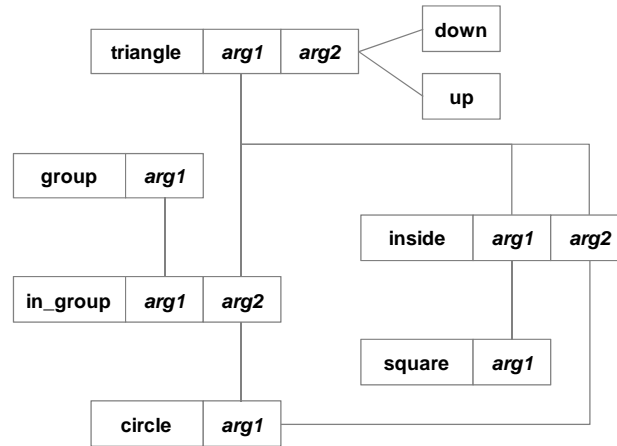 down
triangle arg1 arg2
up
group arg1
inside arg1 arg2
in_group arg1 arg2
square arg1
circle arg1